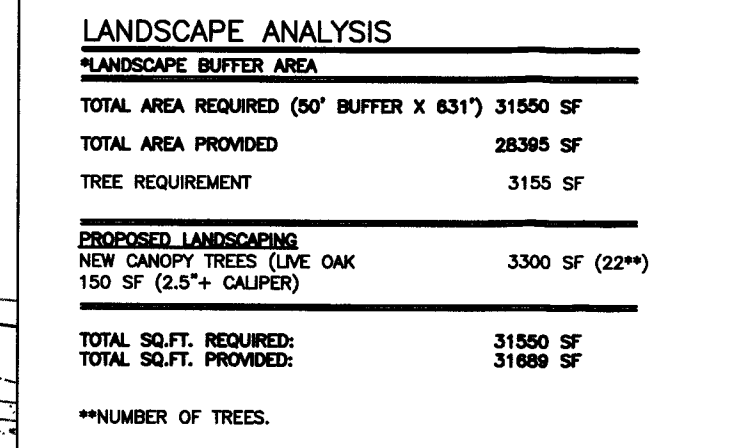 LANDSCAPE ANALYSIS
*LANDSCAPE BUFFER AREA
TOTAL AREA REQUIRED (50' BUFFER X 631') 31550 SF
TOTAL AREA PROVIDED 28395 SF
TREE REQUIREMENT 3155 SF
PROPOSED LANDSCAPING
NEW CANOPY TREES (LIVE OAK 3300 SF (22**)
150 SF (2.5"+ CALIPER)
TOTAL SQ.FT. REQUIRED: 31550 SF
TOTAL SQ.FT. PROVIDED: 31689 SF
**NUMBER OF TREES.